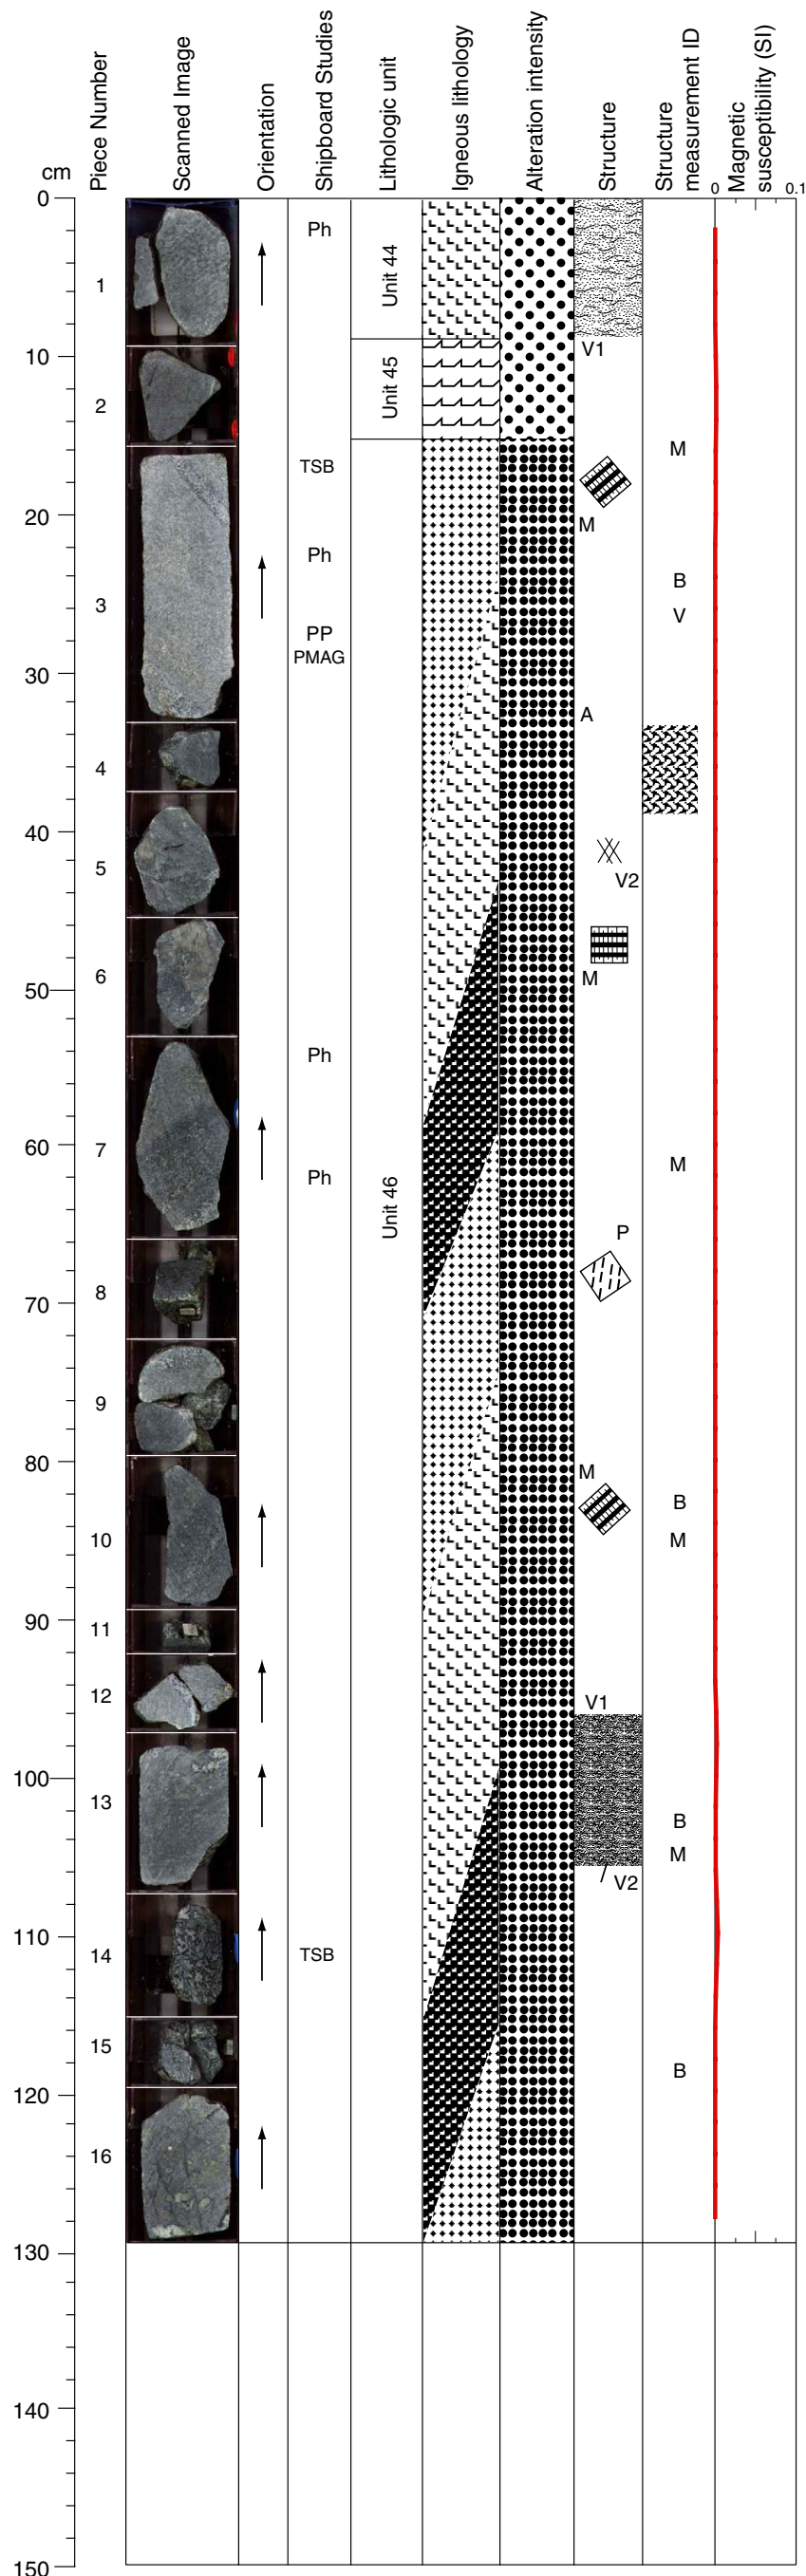 cm
Piece Number
Scanned Image
Orientation
Shipboard Studies
Lithologic unit
Igneous lithology
Alteration intensity
Structure
Structure
measurement ID
Magnetic
susceptibility (SI)
0
0.1
0
10
20
30
40
50
60
70
80
90
100
110
120
130
140
150
1
2
3
4
5
6
7
8
9
10
11
12
13
14
15
16
Ph
TSB
Ph
PP
PMAG
Ph
Ph
TSB
Unit 44
Unit 45
Unit 46
V1
M
A
V2
M
P
M
V1
V2
M
B
V
M
B
M
B
M
B